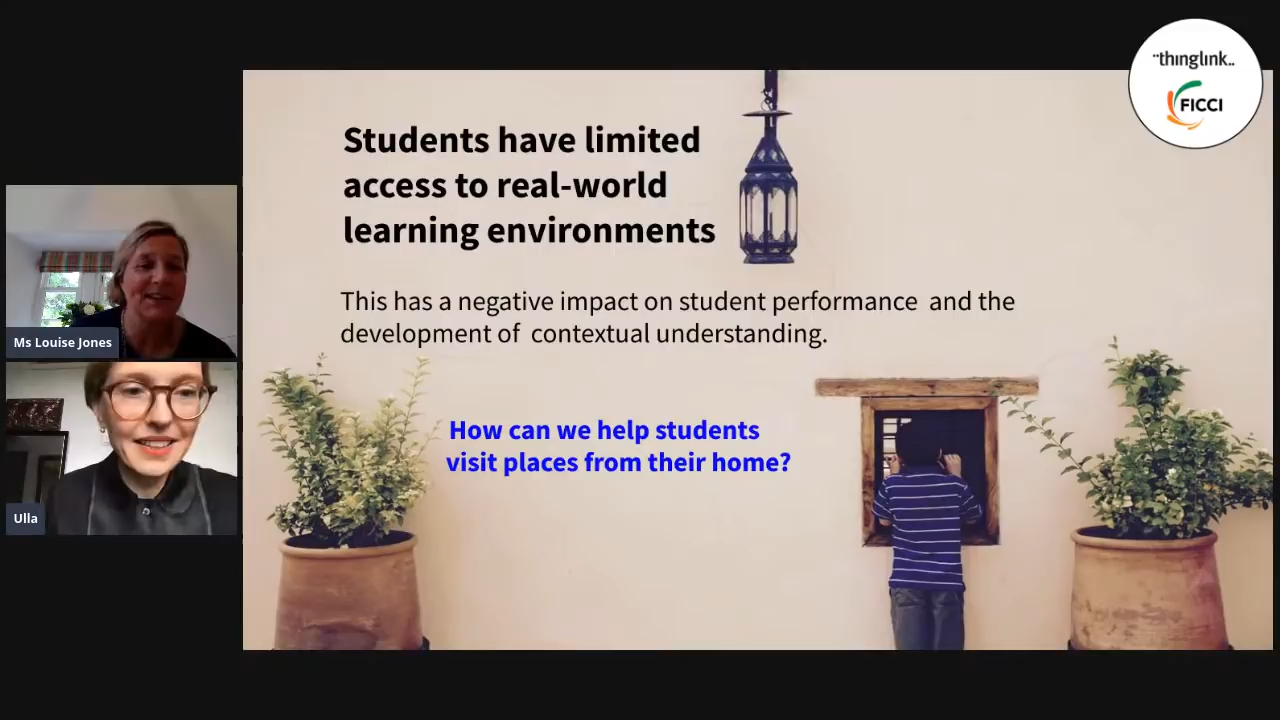 ¨thinglink..
FICCI
Students have limited
access to real-world
learning environments
This has a negative impact on student performance and the
development of contextual understanding.
How can we help students
visit places from their home?
Ms Louise Jones
Ulla